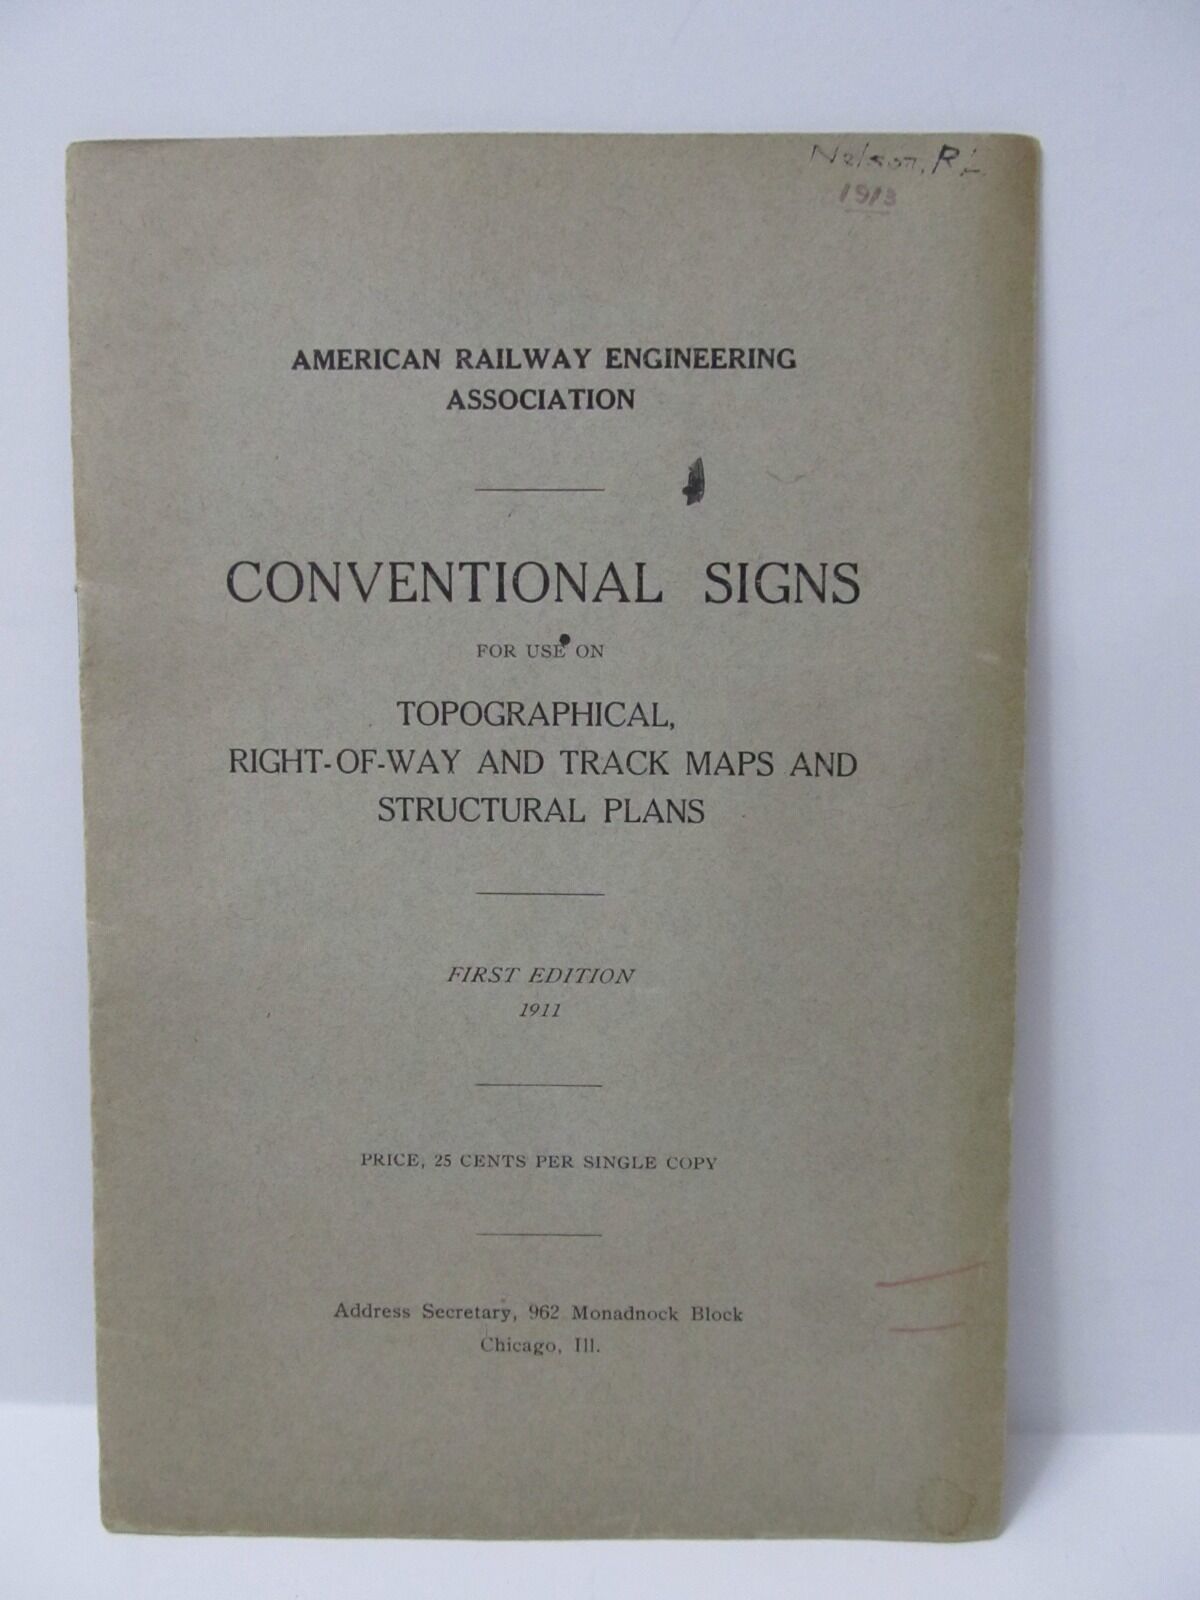 Nelson, R.L.
1913
AMERICAN RAILWAY ENGINEERING
ASSOCIATION
CONVENTIONAL SIGNS
FOR USE ON
TOPOGRAPHICAL,
RIGHT-OF-WAY AND TRACK MAPS AND
STRUCTURAL PLANS
FIRST EDITION
1911
PRICE, 25 CENTS PER SINGLE COPY
Address Secretary, 962 Monadnock Block
Chicago, Ill.